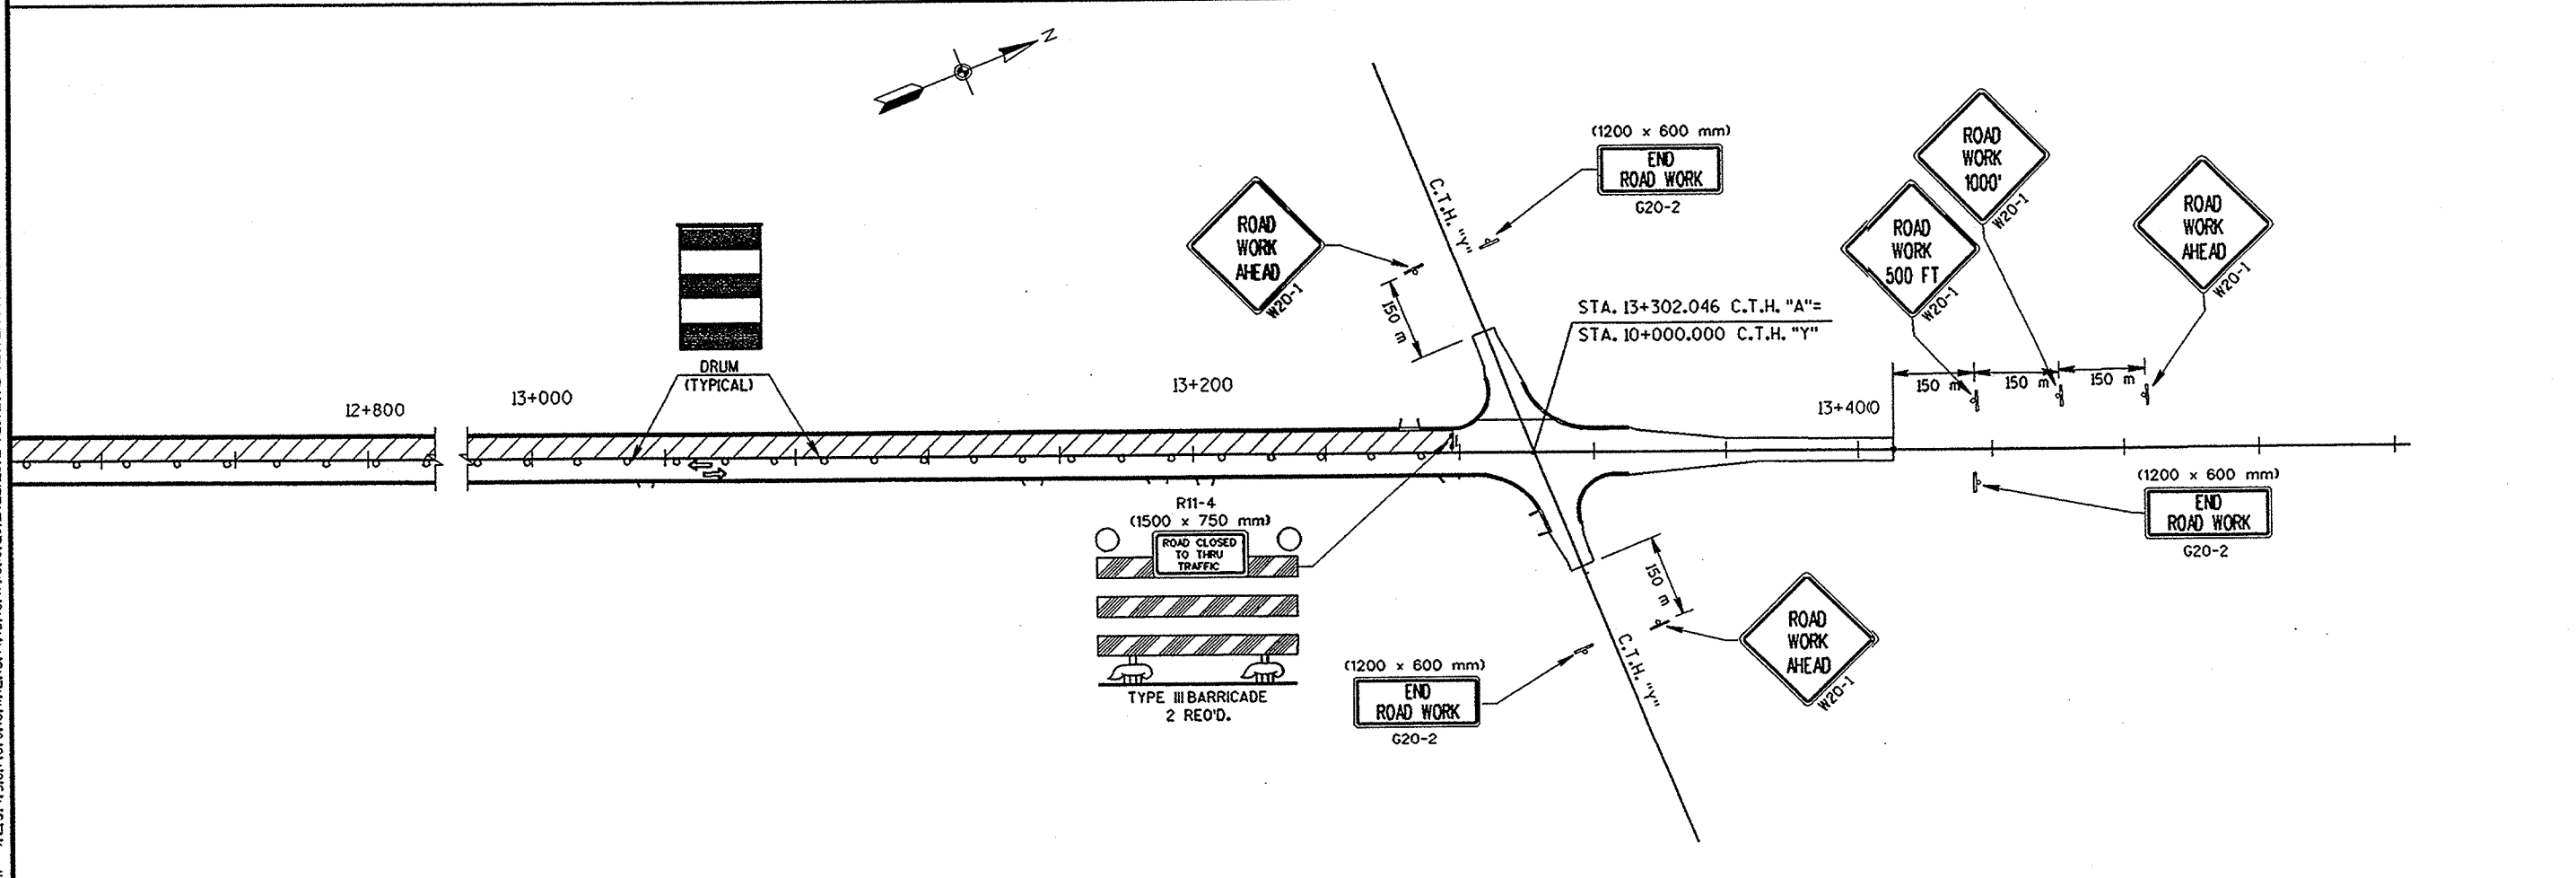 N
(1200 x 600 mm)
END
ROAD WORK
G20-2
ROAD
WORK
1000'
W20-1
ROAD
WORK
AHEAD
W20-1
ROAD
WORK
500 FT
W20-1
ROAD
WORK
AHEAD
W20-1
C.T.H. "Y"
150 m
STA. 13+302.046 C.T.H. "A"=
STA. 10+000.000 C.T.H. "Y"
DRUM
(TYPICAL)
12+800
13+000
13+200
13+400
150 m
150 m
150 m
R11-4
(1500 x 750 mm)
ROAD CLOSED
TO THRU
TRAFFIC
TYPE III BARRICADE
2 REQ'D.
(1200 x 600 mm)
END
ROAD WORK
G20-2
150 m
ROAD
WORK
AHEAD
W20-1
C.T.H. "Y"
(1200 x 600 mm)
END
ROAD WORK
G20-2